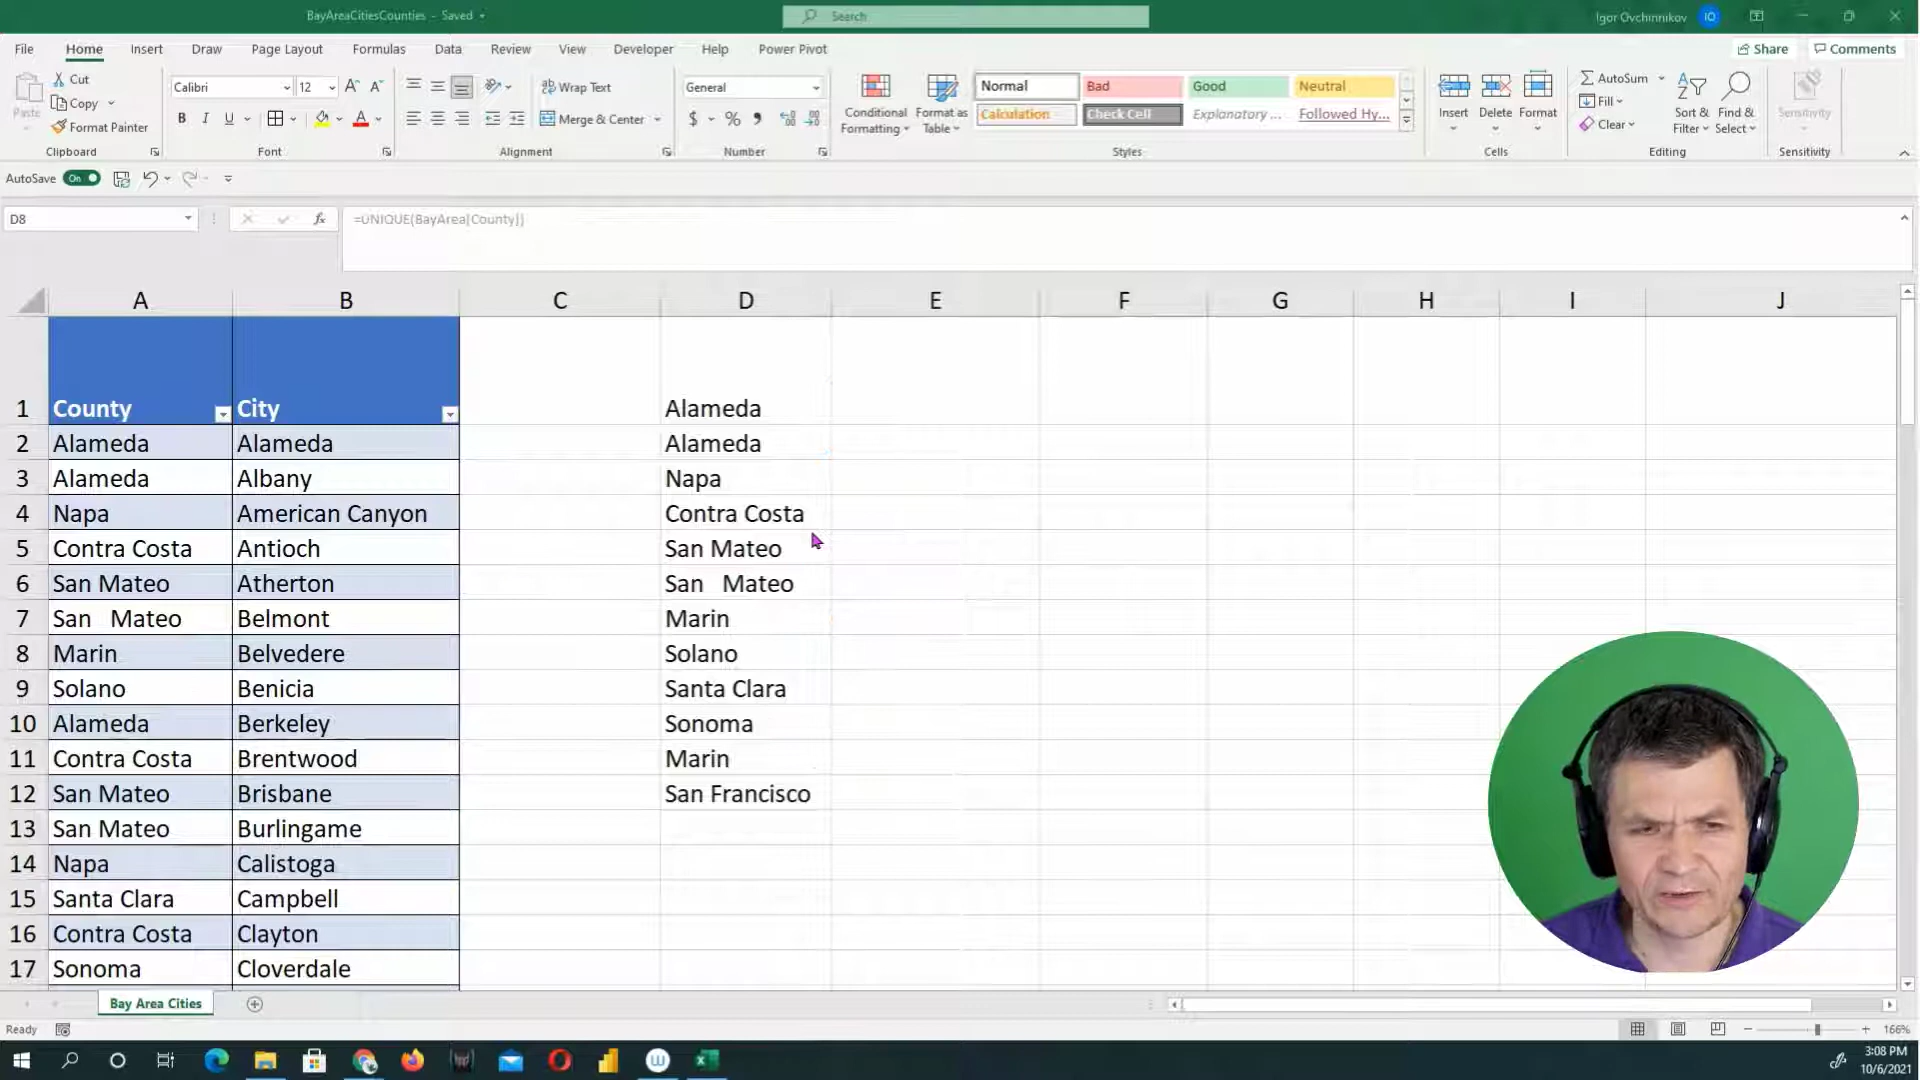 BayAreaCitiesCounties - Saved
Search
Igor Ovchinnikov IO
File Home Insert Draw Page Layout Formulas Data Review View Developer Help Power Pivot
Share Comments
Paste
Cut
Copy
Format Painter
Clipboard
Calibri 12
B I U
Font
Wrap Text
Merge & Center
Alignment
General
$ % 9
Number
Conditional Formatting
Format as Table
Normal Bad Good Neutral
Calculation Check Cell Explanatory ... Followed Hy...
Styles
Insert Delete Format
Cells
AutoSum
Fill
Clear
Sort & Filter
Find & Select
Editing
Sensitivity
Sensitivity
AutoSave On
D8 fx =UNIQUE(BayArea[County])
A B C D E F G H I J
1 County City Alameda
2 Alameda Alameda Alameda
3 Alameda Albany Napa
4 Napa American Canyon Contra Costa
5 Contra Costa Antioch San Mateo
6 San Mateo Atherton San   Mateo
7 San   Mateo Belmont Marin
8 Marin Belvedere Solano
9 Solano Benicia Santa Clara
10 Alameda Berkeley Sonoma
11 Contra Costa Brentwood Marin
12 San Mateo Brisbane San Francisco
13 San Mateo Burlingame
14 Napa Calistoga
15 Santa Clara Campbell
16 Contra Costa Clayton
17 Sonoma Cloverdale
Bay Area Cities
Ready
166%
3:08 PM
10/6/2021